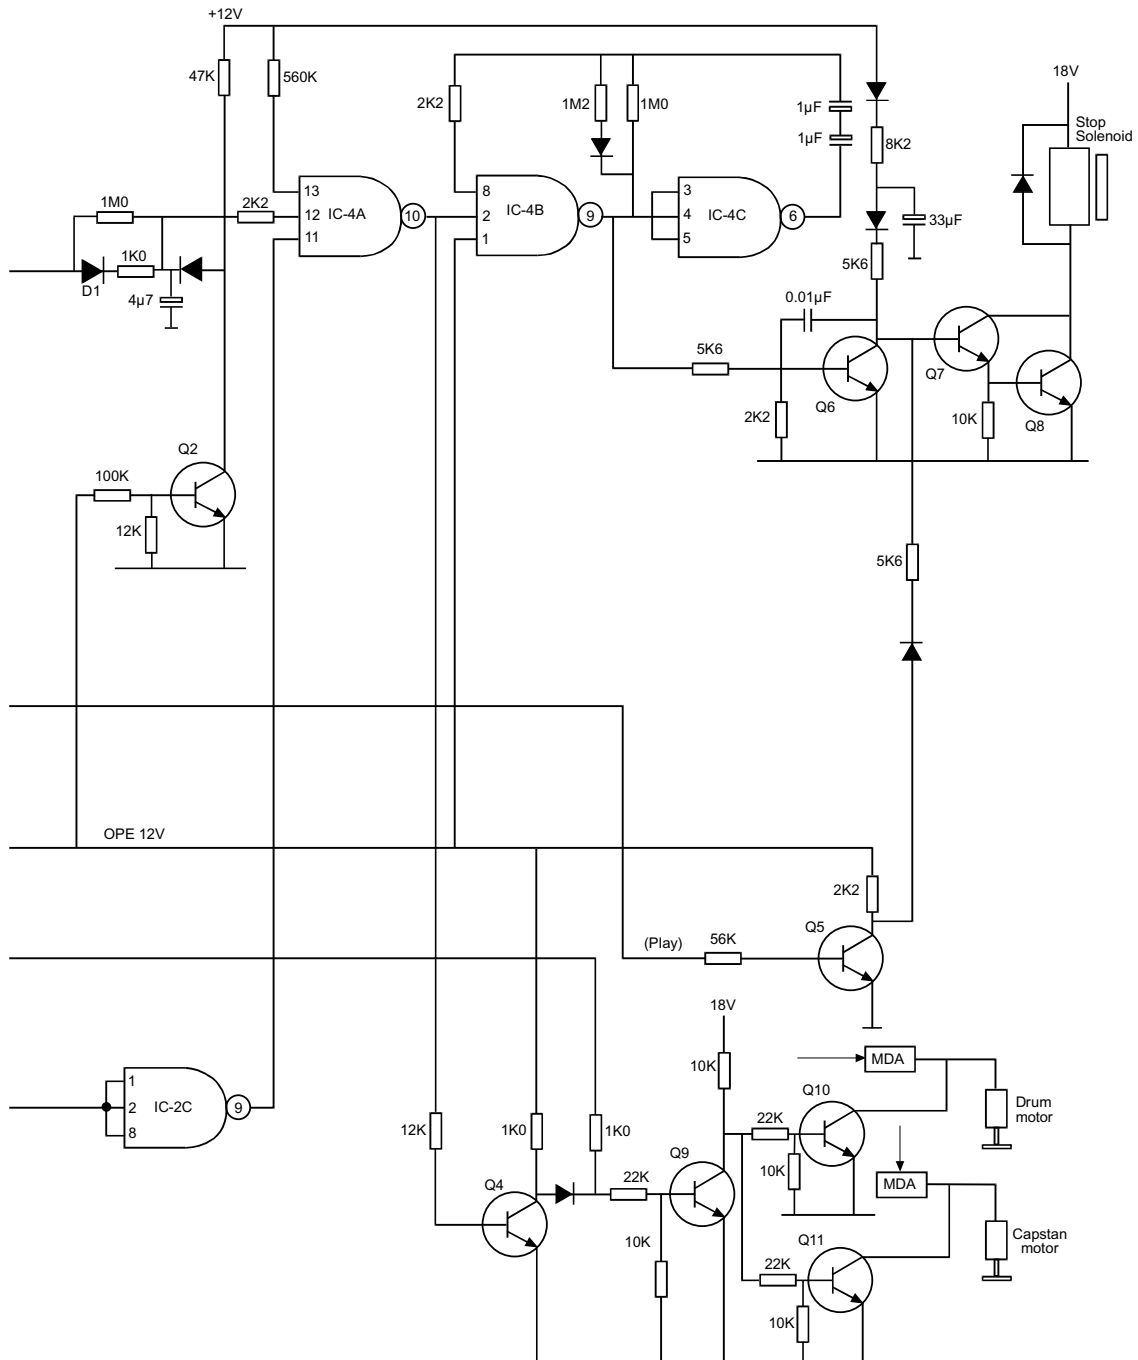 +12V
47K
560K
2K2
1M2
1M0
1µF
1µF
18V
Stop
Solenoid
8K2
13
12
11
IC-4A
10
8
2
1
IC-4B
9
3
4
5
IC-4C
6
1M0
2K2
33µF
1K0
D1
4µ7
5K6
0.01µF
5K6
Q7
Q6
2K2
10K
Q8
Q2
100K
12K
5K6
OPE 12V
2K2
Q5
(Play)
56K
18V
MDA
10K
Q10
Drum
motor
1
2
8
IC-2C
9
12K
1K0
1K0
22K
Q9
10K
MDA
22K
Q4
Q11
Capstan
motor
10K
22K
10K